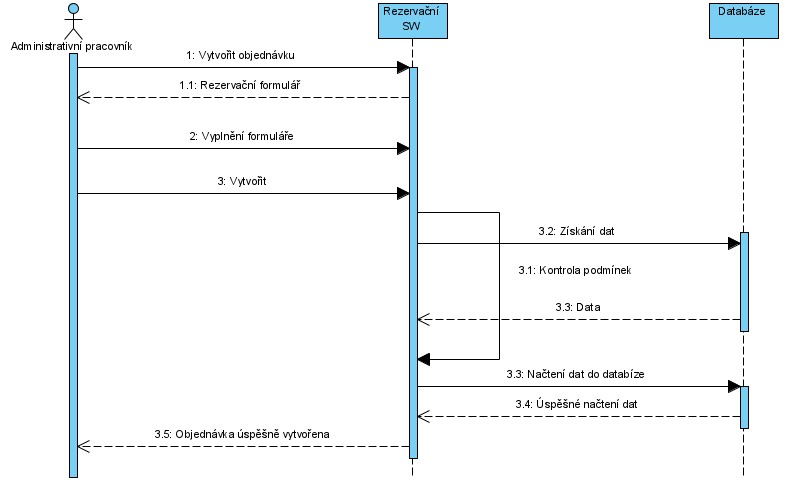 Rezervační
SW
Databáze
Administrativní pracovník
1: Vytvořit objednávku
1.1: Rezervační formulář
2: Vyplnění formuláře
3: Vytvořit
3.2: Získání dat
3.1: Kontrola podmínek
3.3: Data
3.3: Načtení dat do databíze
3.4: Úspěšné načtení dat
3.5: Objednávka úspěšně vytvořena